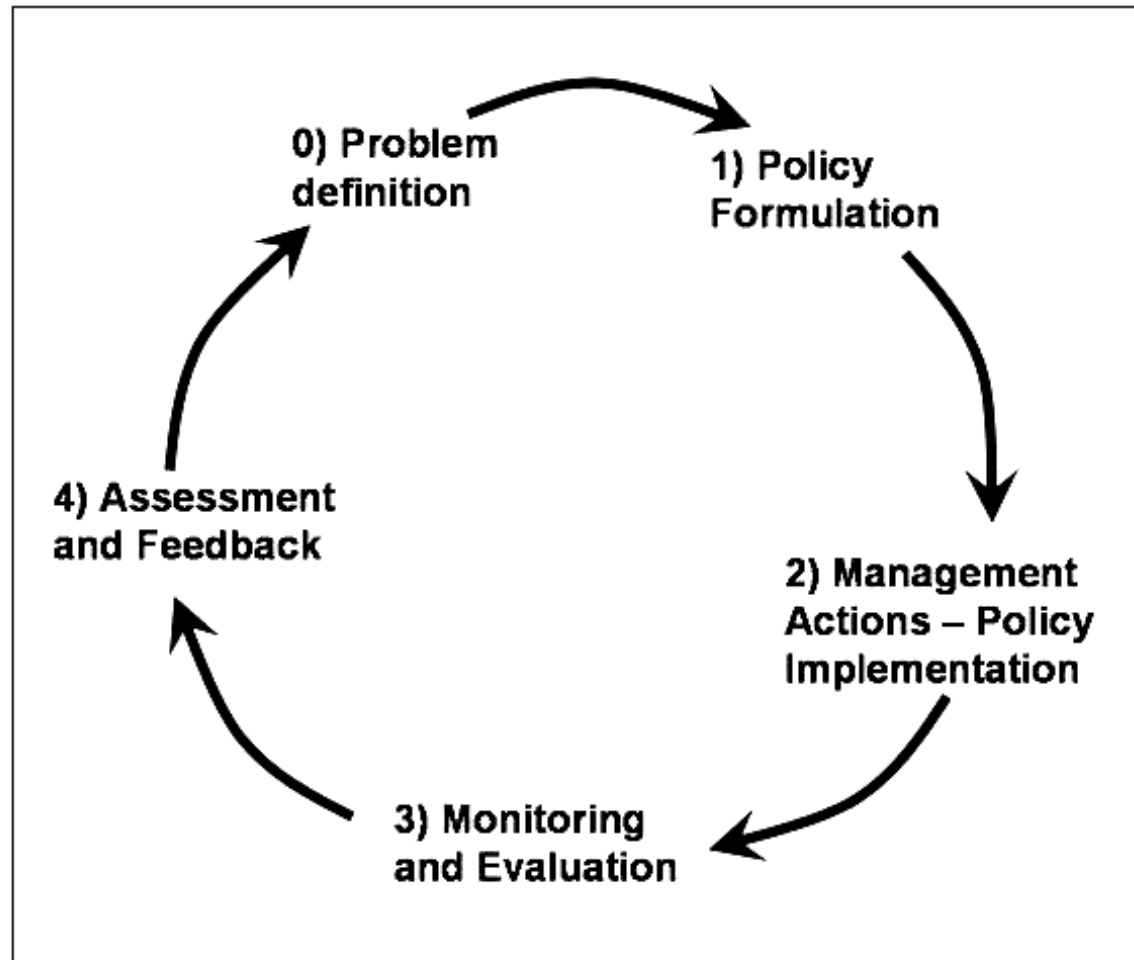 0) Problem
definition
1) Policy
Formulation
2) Management
Actions – Policy
Implementation
3) Monitoring
and Evaluation
4) Assessment
and Feedback